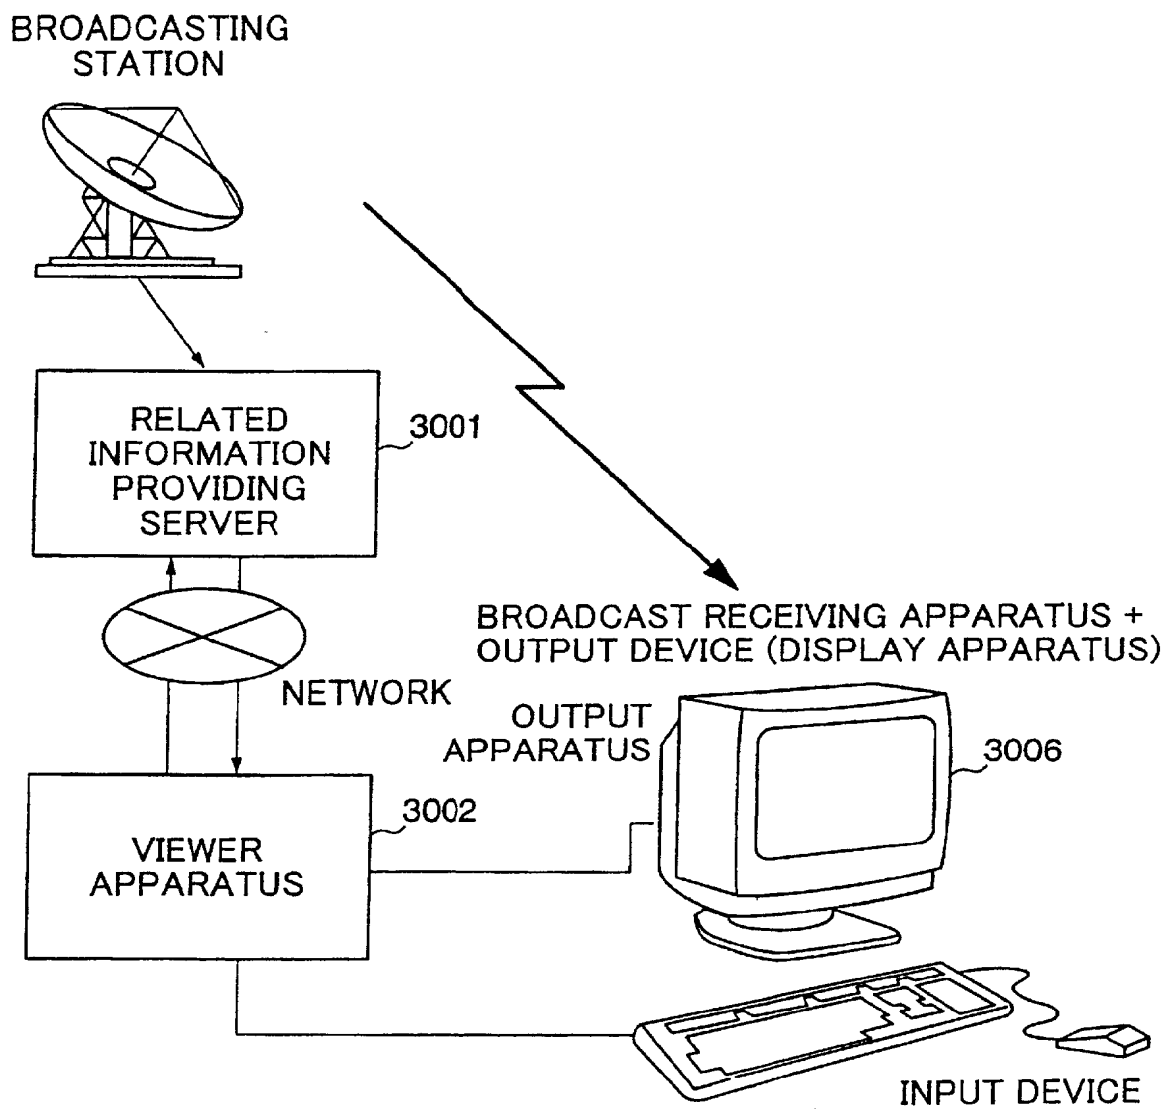 BROADCASTING
STATION
RELATED
INFORMATION
PROVIDING
SERVER
3001
BROADCAST RECEIVING APPARATUS +
OUTPUT DEVICE (DISPLAY APPARATUS)
NETWORK
OUTPUT
APPARATUS
3006
3002
VIEWER
APPARATUS
INPUT DEVICE